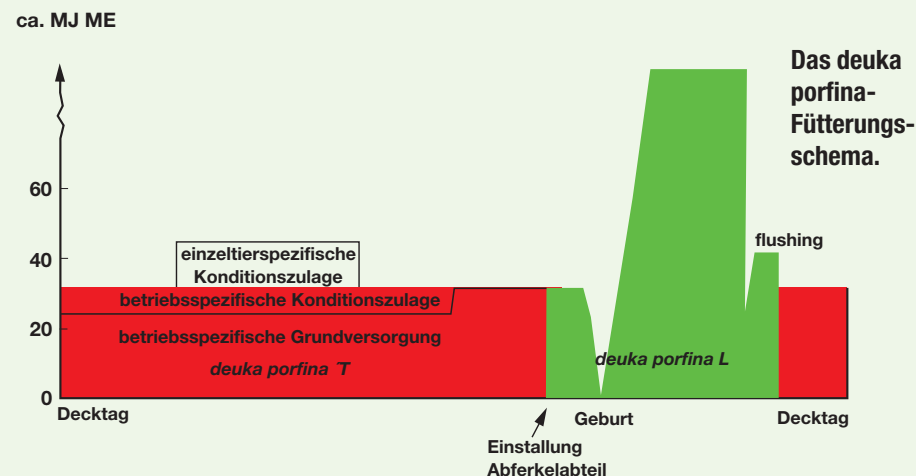 ca. MJ ME
Das deuka
porfina-
Fütterungs-
schema.
60
40
20
0
einzeltierspezifische
Konditionszulage
betriebsspezifische Konditionszulage
betriebsspezifische Grundversorgung
deuka porfina T
flushing
deuka porfina L
Decktag
Geburt
Decktag
Einstallung
Abferkelabteil